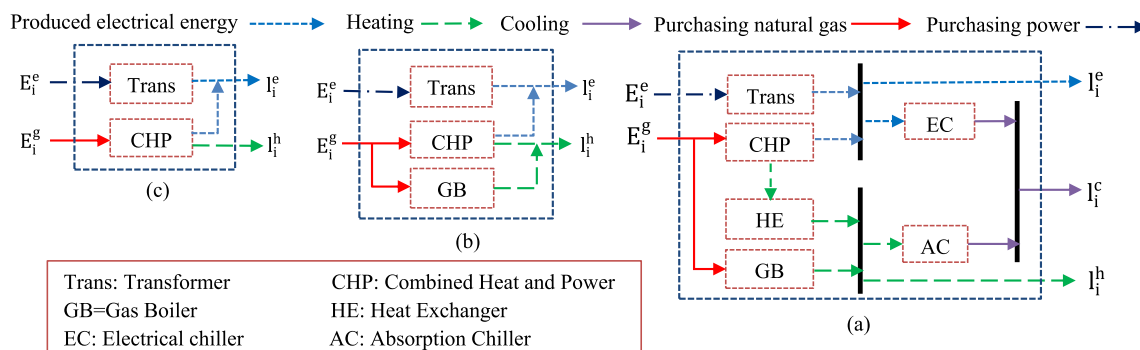 Produced electrical energy Heating Cooling Purchasing natural gas Purchasing power
E_i^e Trans l_i^e
E_i^g CHP l_i^h
(c)
E_i^e Trans l_i^e
E_i^g CHP l_i^h
GB
(b)
E_i^e Trans l_i^e
EC
E_i^g CHP
l_i^c
HE
AC
GB
l_i^h
(a)
Trans: Transformer CHP: Combined Heat and Power
GB=Gas Boiler HE: Heat Exchanger
EC: Electrical chiller AC: Absorption Chiller